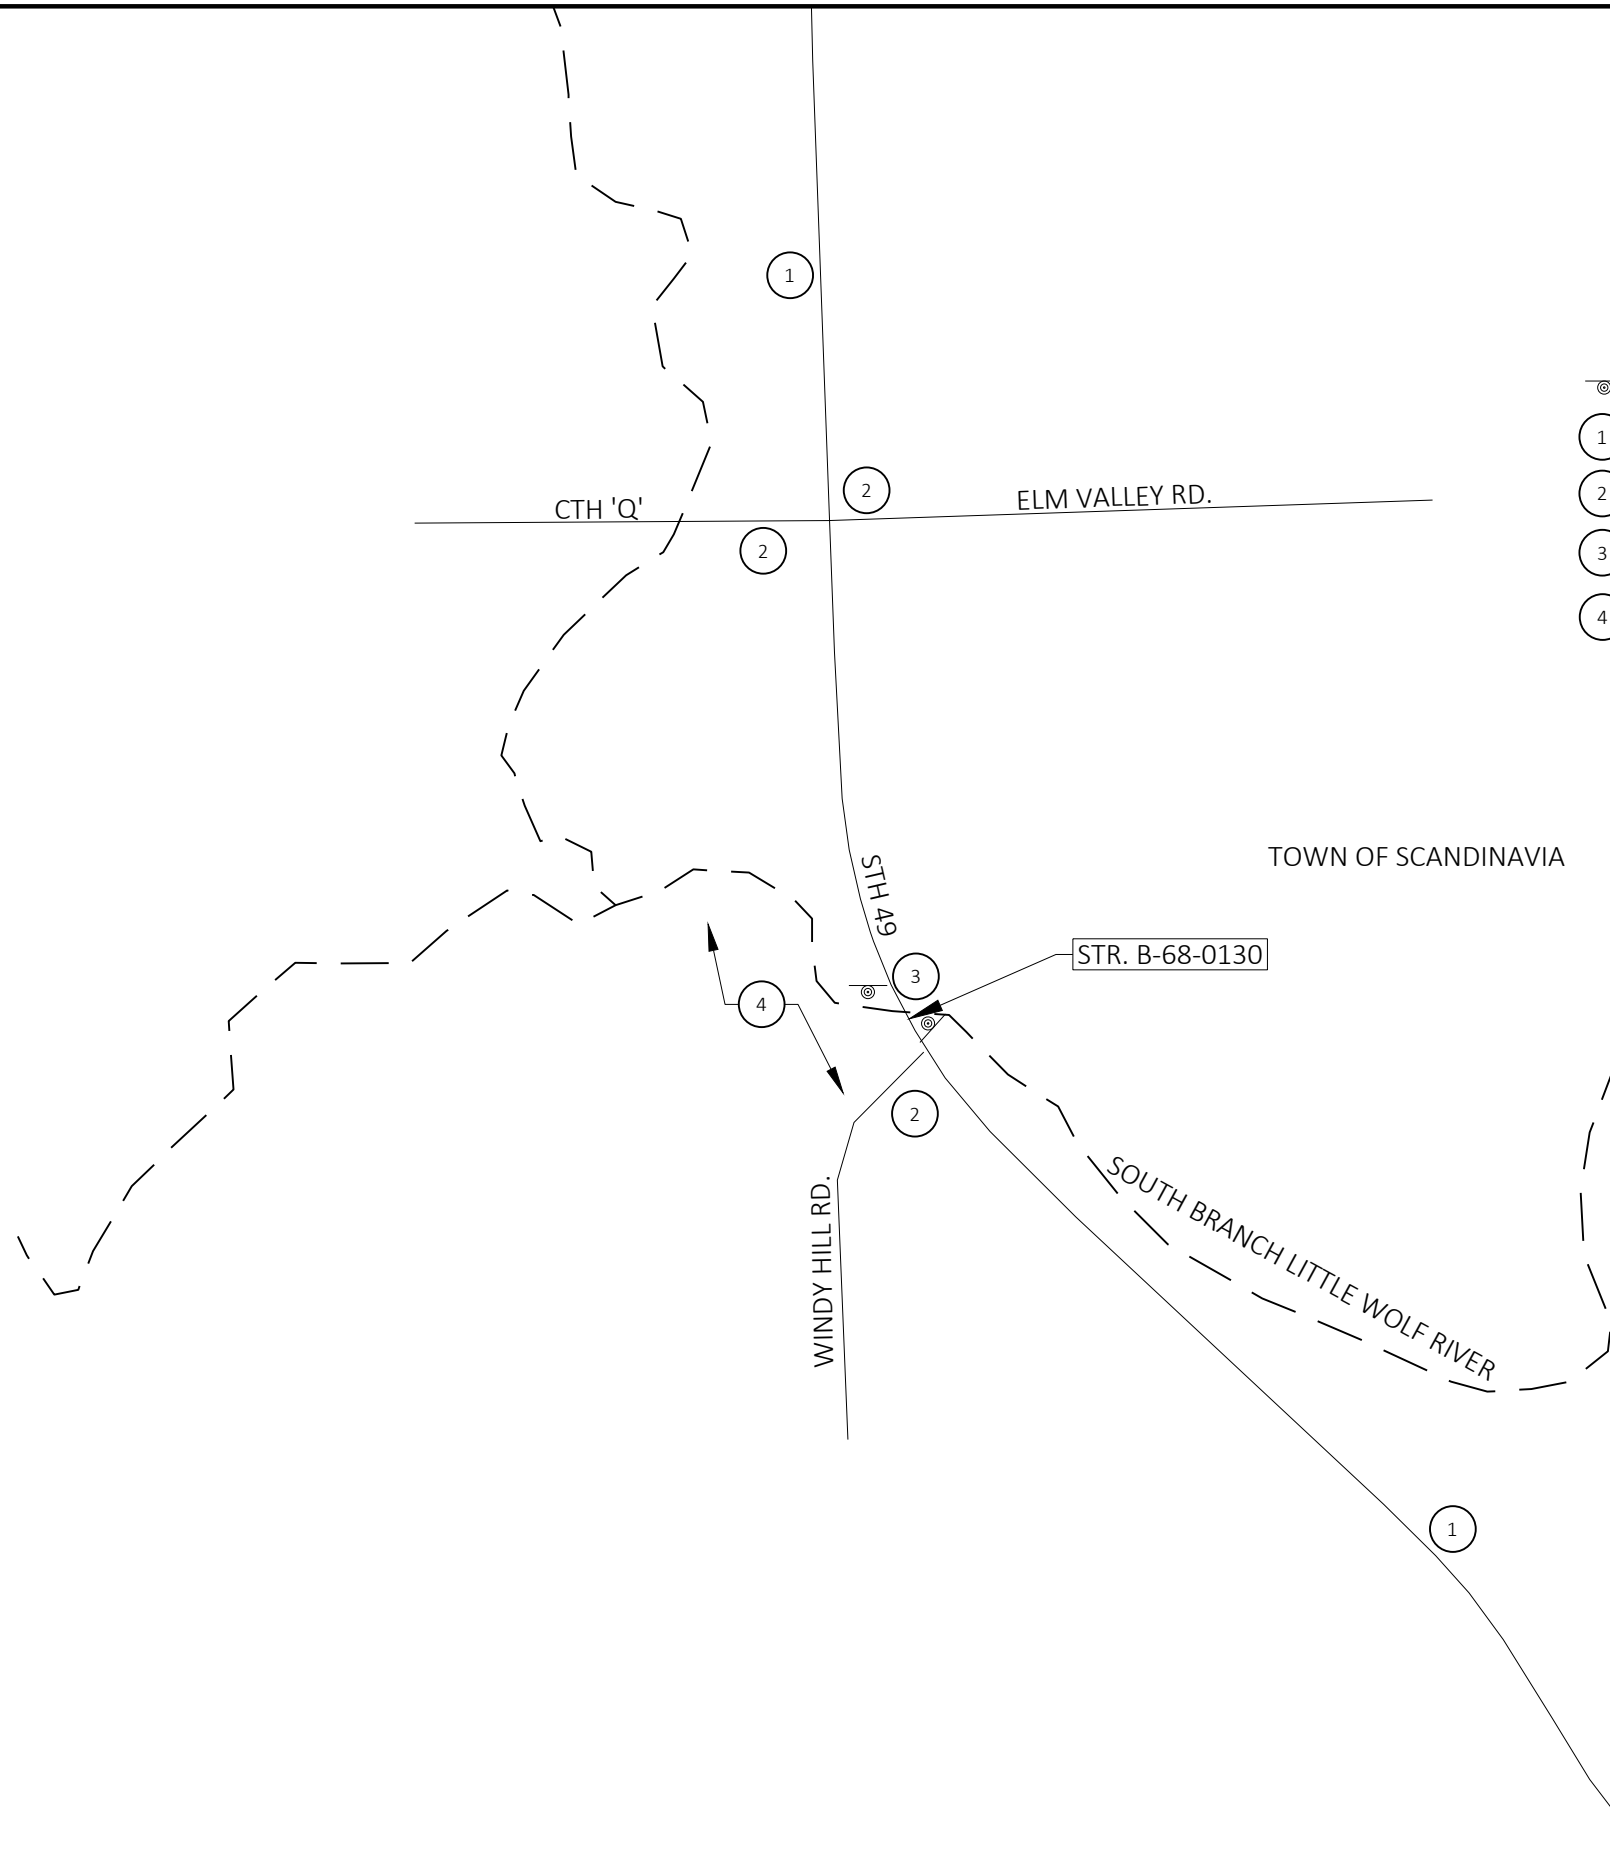 1
1
2
ELM VALLEY RD.
CTH 'Q'
2
2
3
4
TOWN OF SCANDINAVIA
STH 49
STR. B-68-0130
3
4
2
SOUTH BRANCH LITTLE WOLF RIVER
WINDY HILL RD.
1